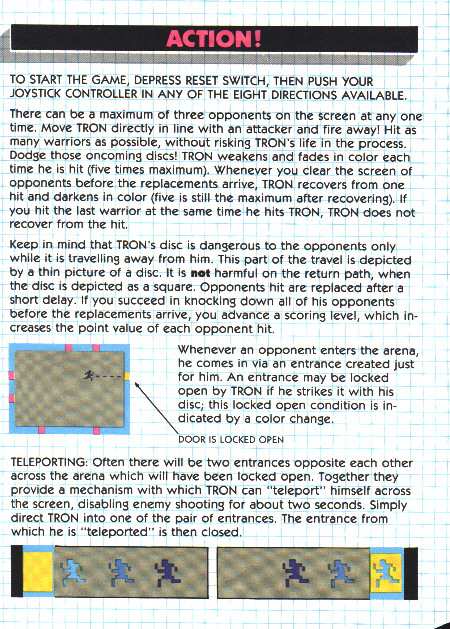 ACTION!
TO START THE GAME, DEPRESS RESET SWITCH, THEN PUSH YOUR
JOYSTICK CONTROLLER IN ANY OF THE EIGHT DIRECTIONS AVAILABLE.
There can be a maximum of three opponents on the screen at any one
time. Move TRON directly in line with an attacker and fire away! Hit as
many warriors as possible, without risking TRON's life in the process.
Dodge those oncoming discs! TRON weakens and fades in color each
time he is hit (five times maximum). Whenever you clear the screen of
opponents before the replacements arrive, TRON recovers from one
hit and darkens in color (five is still the maximum after recovering). If
you hit the last warrior at the same time he hits TRON, TRON does not
recover from the hit.
Keep in mind that TRON's disc is dangerous to the opponents only
while it is travelling away from him. This part of the travel is depicted
by a thin picture of a disc. It is not harmful on the return path, when
the disc is depicted as a square. Opponents hit are replaced after a
short delay. If you succeed in knocking down all of his opponents
before the replacements arrive, you advance a scoring level, which in-
creases the point value of each opponent hit.
Whenever an opponent enters the arena,
he comes in via an entrance created just
for him. An entrance may be locked
open by TRON if he strikes it with his
disc; this locked open condition is in-
dicated by a color change.
DOOR IS LOCKED OPEN
TELEPORTING: Often there will be two entrances opposite each other
across the arena which will have been locked open. Together they
provide a mechanism with which TRON can "teleport" himself across
the screen, disabling enemy shooting for about two seconds. Simply
direct TRON into one of the pair of entrances. The entrance from
which he is "teleported" is then closed.